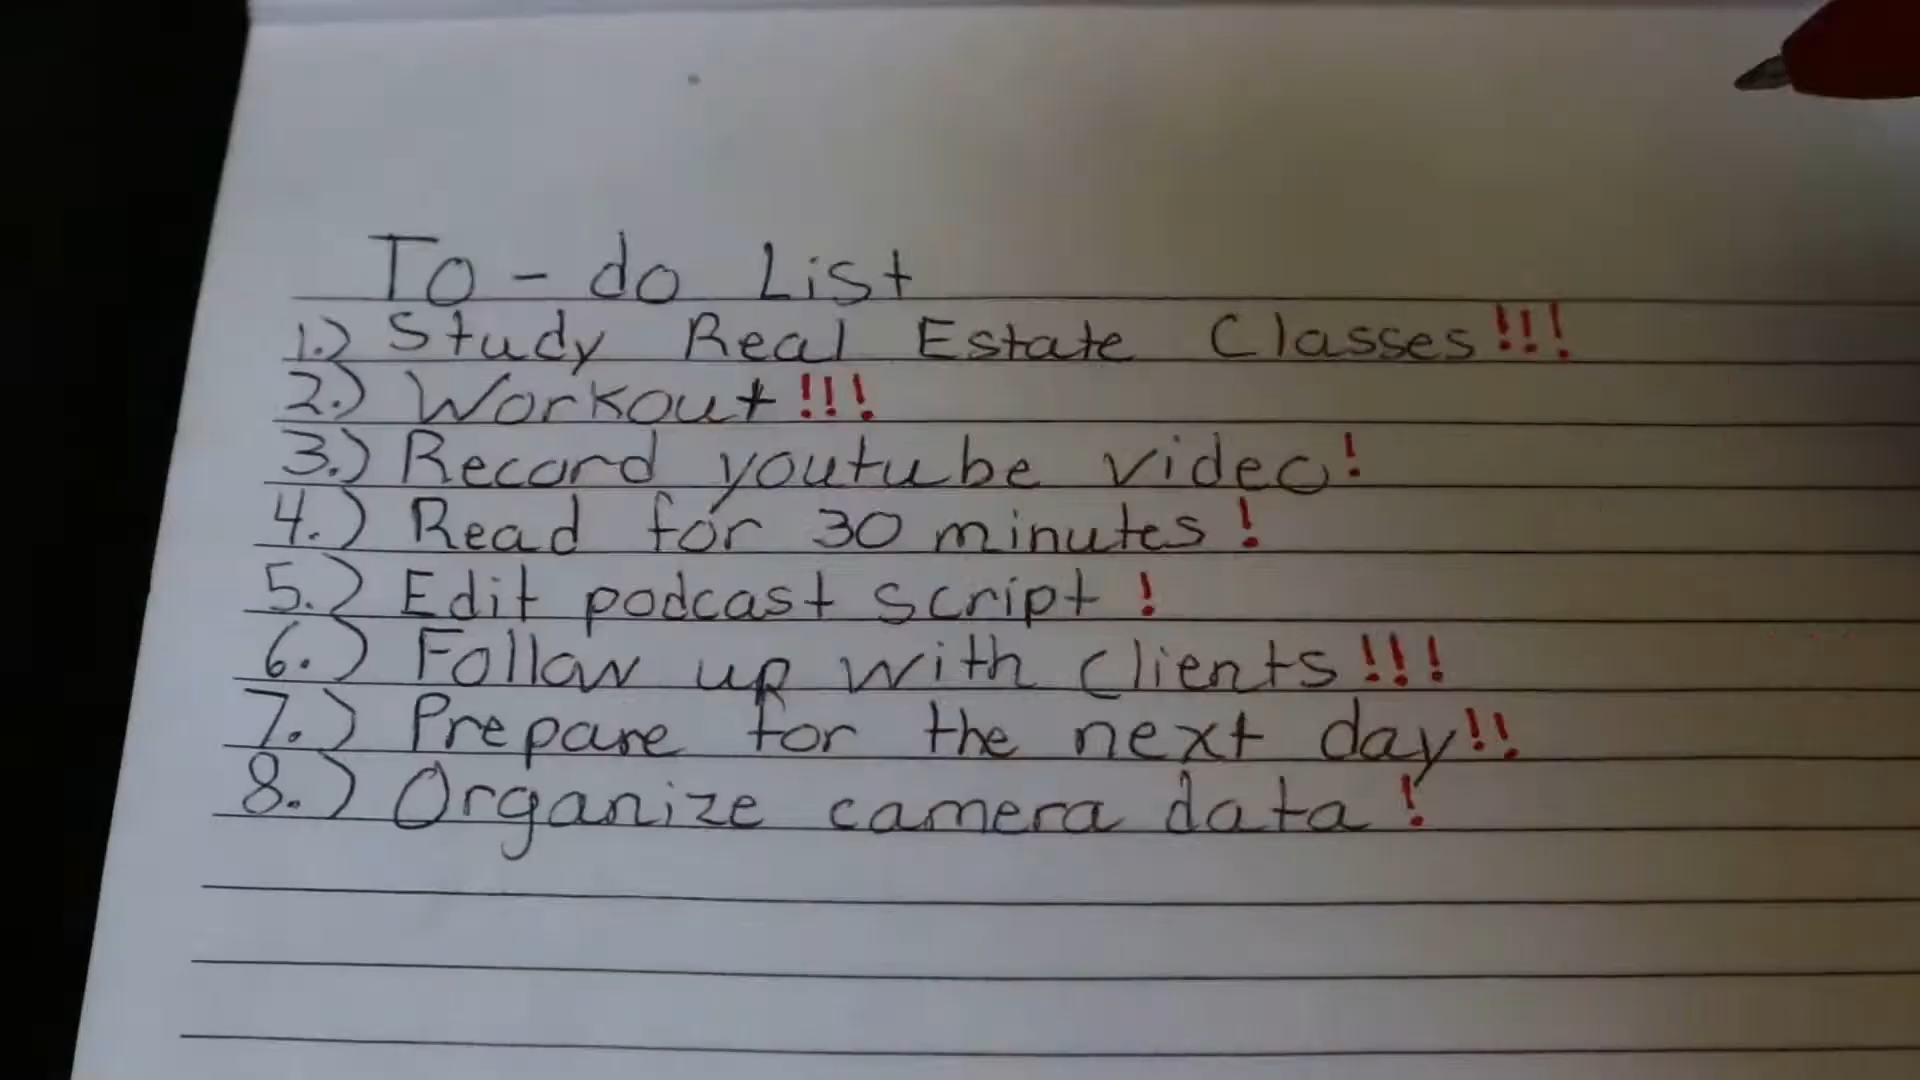 To-do List
1.) Study Real Estate Classes!!!
2.) Workout!!!
3.) Record youtube video!
4.) Read for 30 minutes!
5.) Edit podcast script!
6.) Follow up with clients!!!
7.) Prepare for the next day!!
8.) Organize camera data!